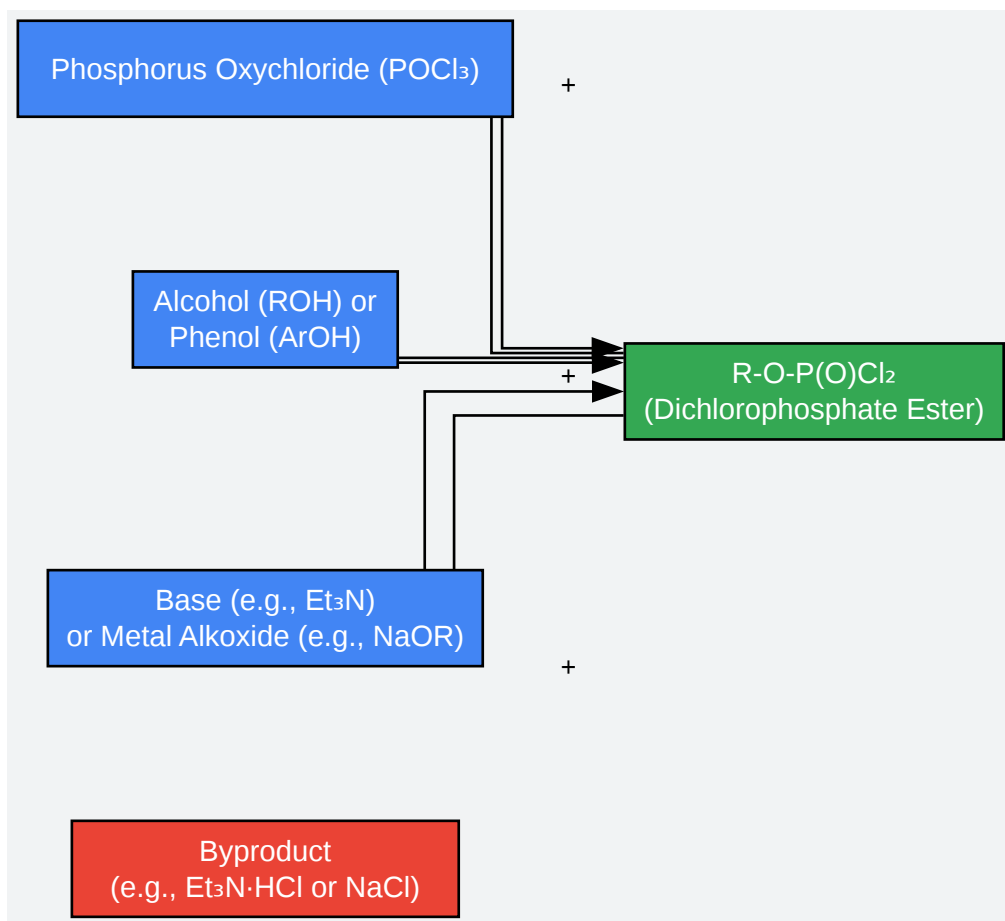 Phosphorus Oxychloride (POCl₃)
+
Alcohol (ROH) or
Phenol (ArOH)
+
R-O-P(O)Cl₂
(Dichlorophosphate Ester)
Base (e.g., Et₃N)
or Metal Alkoxide (e.g., NaOR)
+
Byproduct
(e.g., Et₃N·HCl or NaCl)